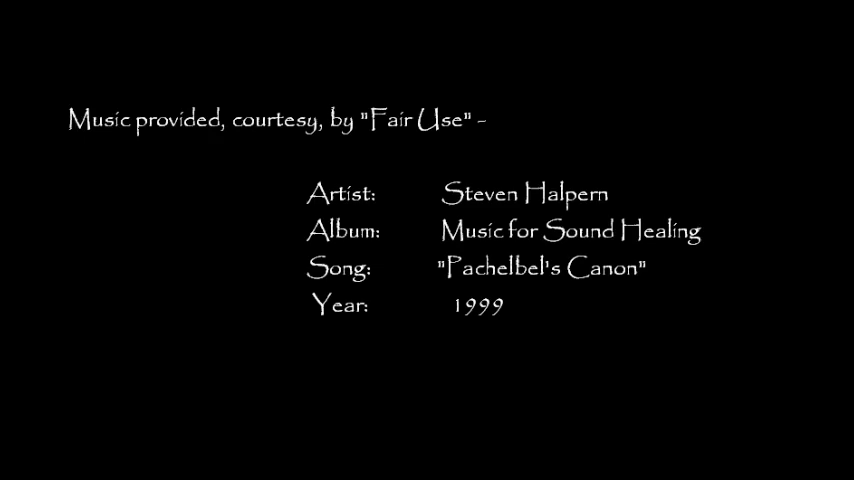 Music provided, courtesy, by "Fair Use" -
Artist: Steven Halpern
Album: Music for Sound Healing
Song: "Pachelbel's Canon"
Year: 1999